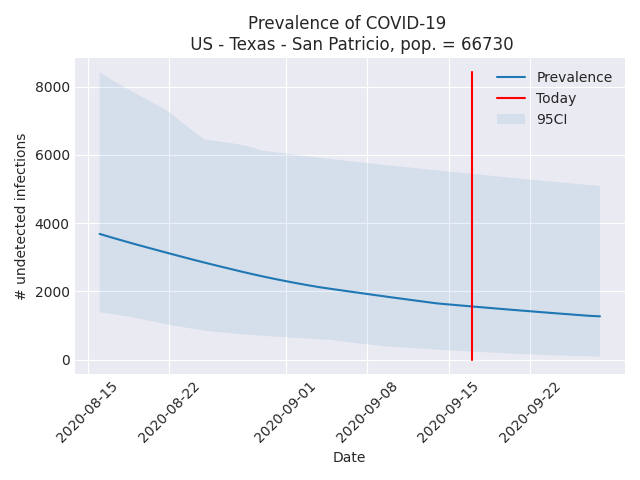 Prevalence of COVID-19
US - Texas - San Patricio, pop. = 66730
# undetected infections
8000
6000
4000
2000
0
Prevalence
Today
95CI
2020-08-15
2020-08-22
2020-09-01
2020-09-08
2020-09-15
2020-09-22
Date